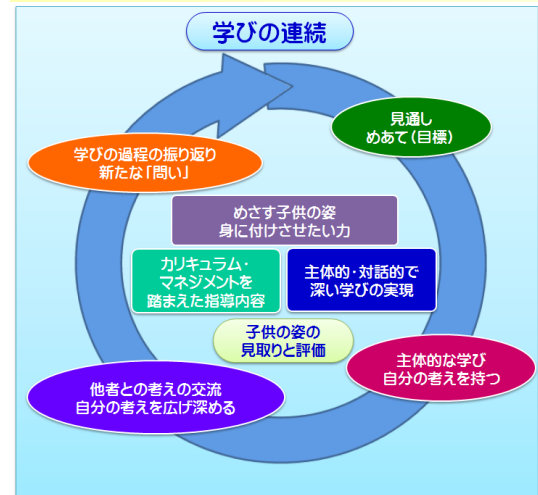 学びの連続
見通し
めあて(目標)
学びの過程の振り返り
新たな「問い」
めざす子供の姿
身に付けさせたい力
カリキュラム・
マネジメントを
踏まえた指導内容
主体的・対話的で
深い学びの実現
子供の姿の
見取りと評価
主体的な学び
自分の考えを持つ
他者との考えの交流
自分の考えを広げ深める